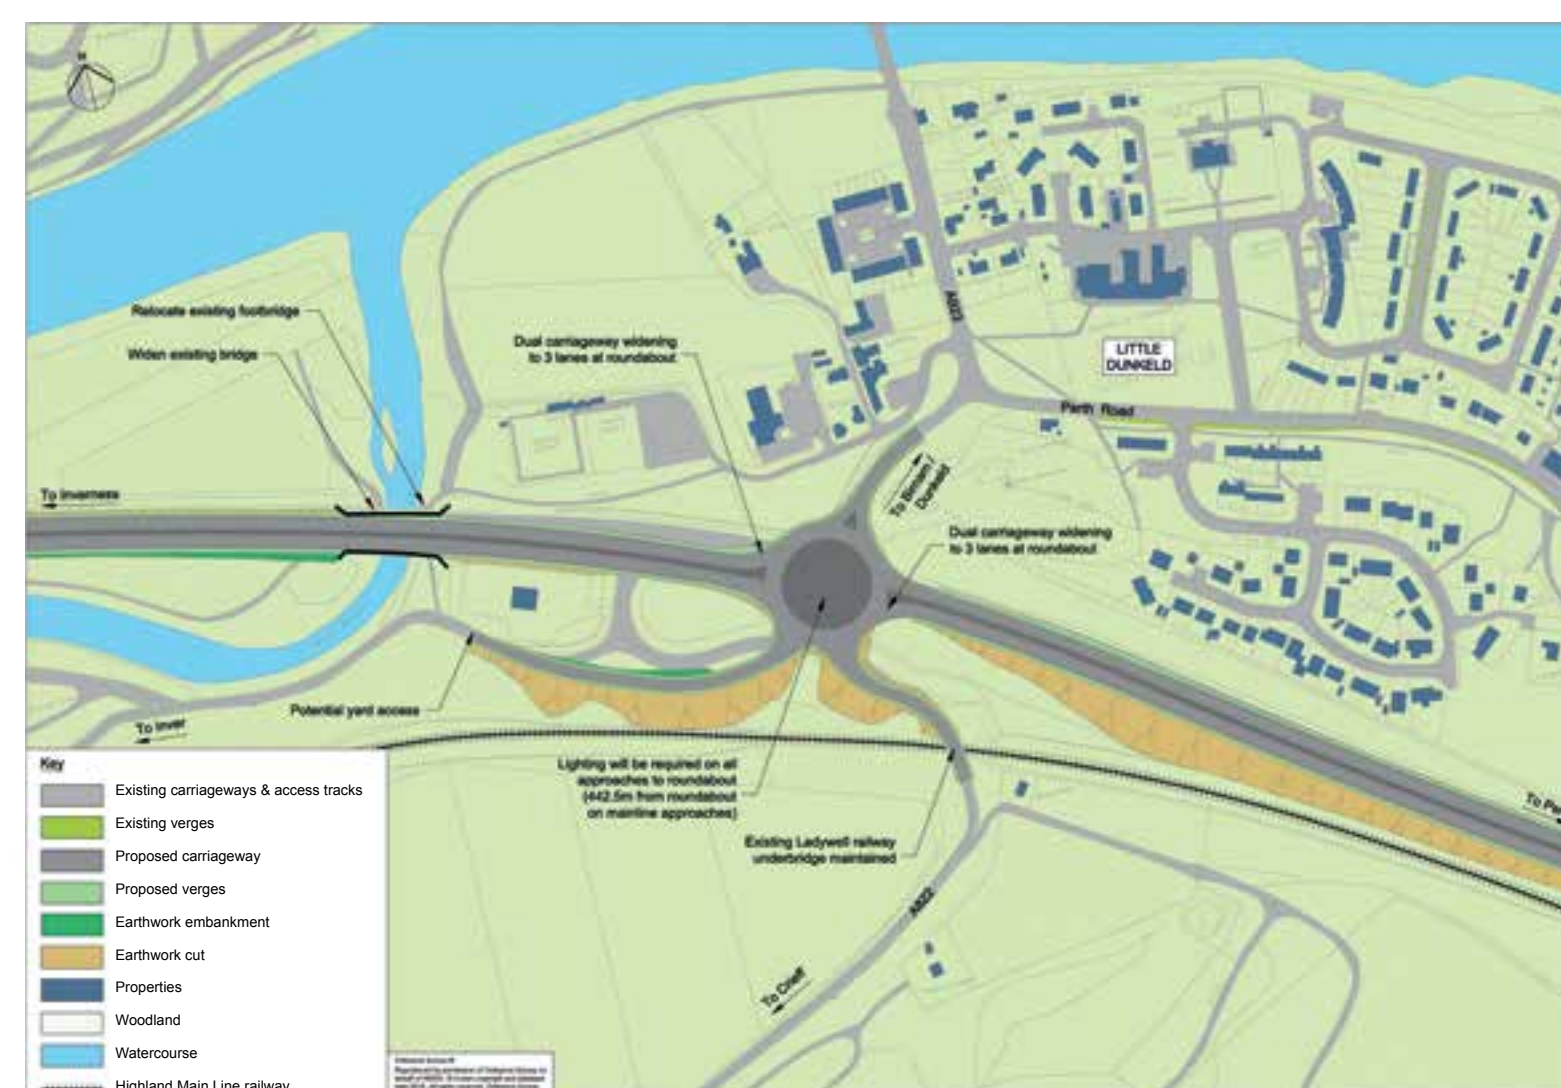 N
Relocate existing footbridge
Widen existing bridge
Dual carriageway widening
to 3 lanes at roundabout
A923
LITTLE
DUNKELD
Perth Road
To Inverness
To Birnam /
Dunkeld
Dual carriageway widening
to 3 lanes at roundabout
Potential yard access
To Inver
Lighting will be required on all
approaches to roundabout
(442.5m from roundabout
on mainline approaches)
Existing Ladywell railway
underbridge maintained
A822
To Crieff
Key
Existing carriageways & access tracks
Existing verges
Proposed carriageway
Proposed verges
Earthwork embankment
Earthwork cut
Properties
Woodland
Watercourse
Highland Main Line railway